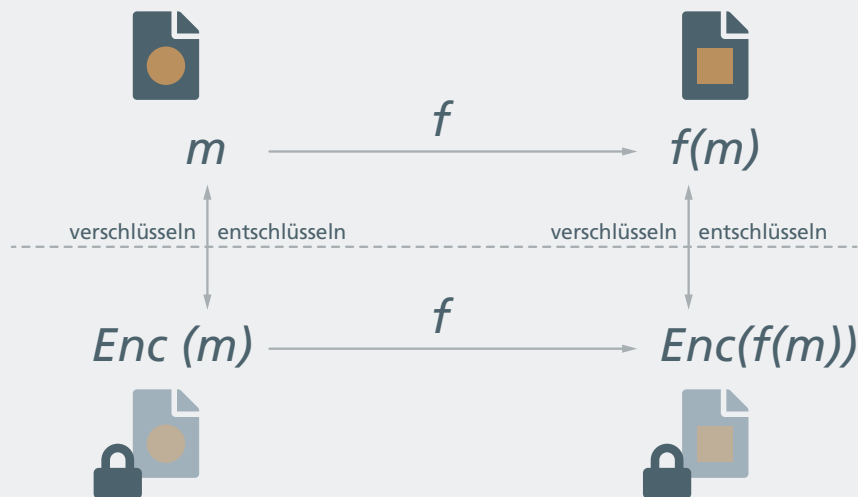 f
m
f(m)
verschlüsseln
entschlüsseln
verschlüsseln
entschlüsseln
f
Enc (m)
Enc(f(m))